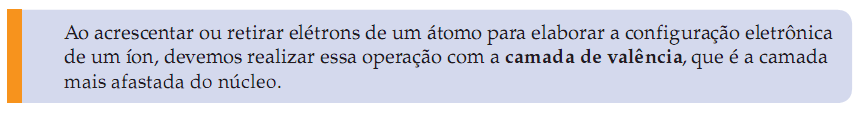 Ao acrescentar ou retirar elétrons de um átomo para elaborar a configuração eletrônica
de um íon, devemos realizar essa operação com a camada de valência, que é a camada
mais afastada do núcleo.